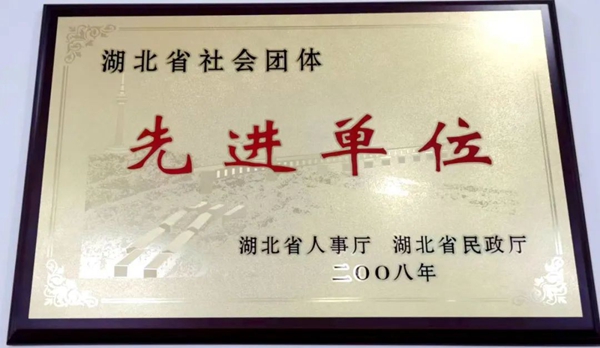 湖北省社会团体
先进单位
湖北省人事厅 湖北省民政厅
二〇〇八年